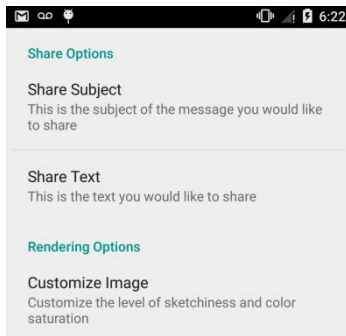 6:22
Share Options
Share Subject
This is the subject of the message you would like
to share
Share Text
This is the text you would like to share
Rendering Options
Customize Image
Customize the level of sketchiness and color
saturation